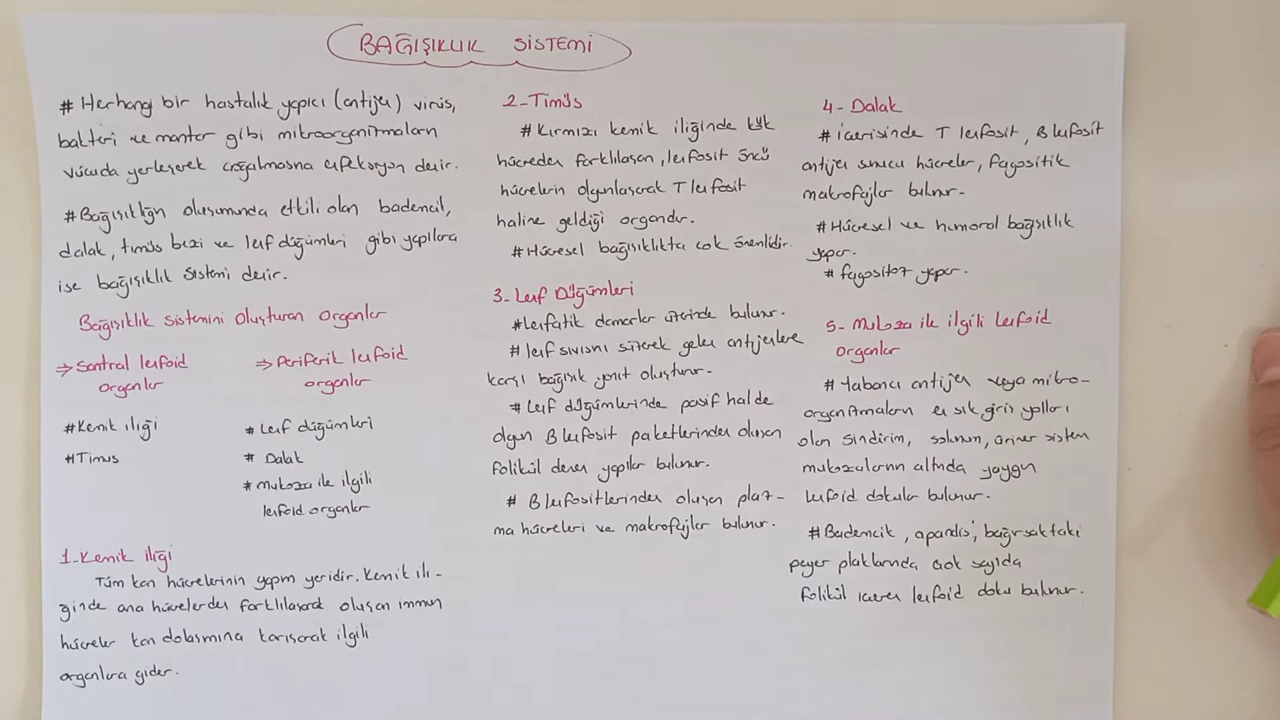 BAĞIŞIKLIK SİSTEMİ
# Herhangi bir hastalık yapıcı (antijen) virüs,
bakteri ve mantar gibi mikroorganizmaların
vücuda yerleşerek çoğalmasına enfeksiyon denir.
# Bağışıklığın oluşumunda etkili olan bademcik,
dalak, timüs bezi ve lenf düğümleri gibi yapılara
ise bağışıklık sistemi denir.
Bağışıklık Sistemini Oluşturan Organlar
⇒ Santral lenfoid
organlar
⇒ Periferik lenfoid
organlar
# Kemik iliği
# Timus
# Lenf düğümleri
# Dalak
# mukoza ile ilgili
lenfoid organlar
1-Kemik iliği
Tüm kan hücrelerinin yapım yeridir. Kemik ili-
ğinde ana hücrelerden farklılaşarak oluşan immün
hücreler kan dolaşımına karışarak ilgili
organlara gider.
2-Timüs
# Kırmızı kemik iliğinde kök
hücreden farklılaşan, lenfosit öncü
hücrelerin olgunlaşarak T lenfosit
haline geldiği organdır.
# Hücresel bağışıklıkta çok önemlidir.
3-Lenf Düğümleri
# Lenfatik damarlar üzerinde bulunur.
# lenf sıvısını süzerek gelen antijenlere
karşı bağışık yanıt oluşturur.
# Lenf düğümlerinde pasif halde
olgun B lenfosit paketlerinden oluşan
folikül denen yapılar bulunur.
# B lenfositlerinden oluşan plaz-
ma hücreleri ve makrofajlar bulunur.
4- Dalak
# içerisinde T lenfosit, B lenfosit
antijen sunucu hücreler, fagositik
makrofajlar bulunur.
# Hücresel ve humoral bağışıklık
yapar.
# fagositoz yapar.
5- Mukoza ile ilgili lenfoid
organlar
# Yabancı antijen veya mikro-
organizmaların en sık giriş yolları
olan sindirim, solunum, üriner sistem
mukozalarının altında yaygın
lenfoid dokular bulunur.
# Bademcik, apandis, bağırsaktaki
peyer plaklarında çok sayıda
folikül içeren lenfoid doku bulunur.